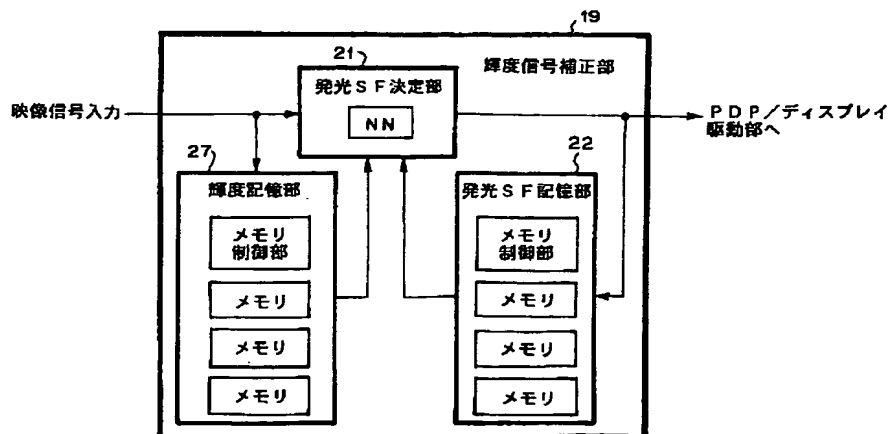 19
輝度信号補正部
21
発光SF決定部
NN
映像信号入力
PDP/ディスプレイ
駆動部へ
27
輝度記憶部
メモリ
制御部
メモリ
メモリ
メモリ
22
発光SF記憶部
メモリ
制御部
メモリ
メモリ
メモリ